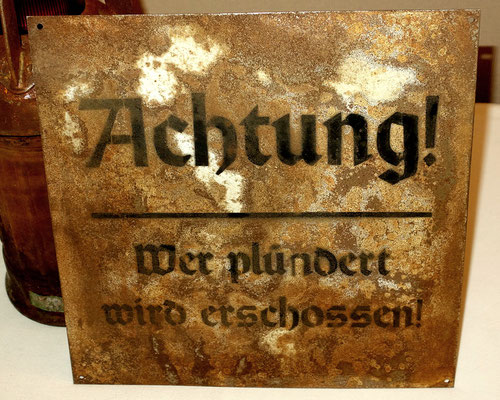 Achtung!
Wer plündert
wird erschossen!